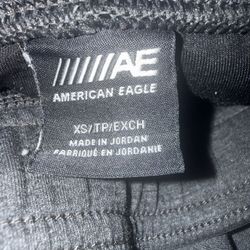 AE
AMERICAN EAGLE
XS/TP/EXCH
MADE IN JORDAN
FABRIQUÉ EN JORDANIE